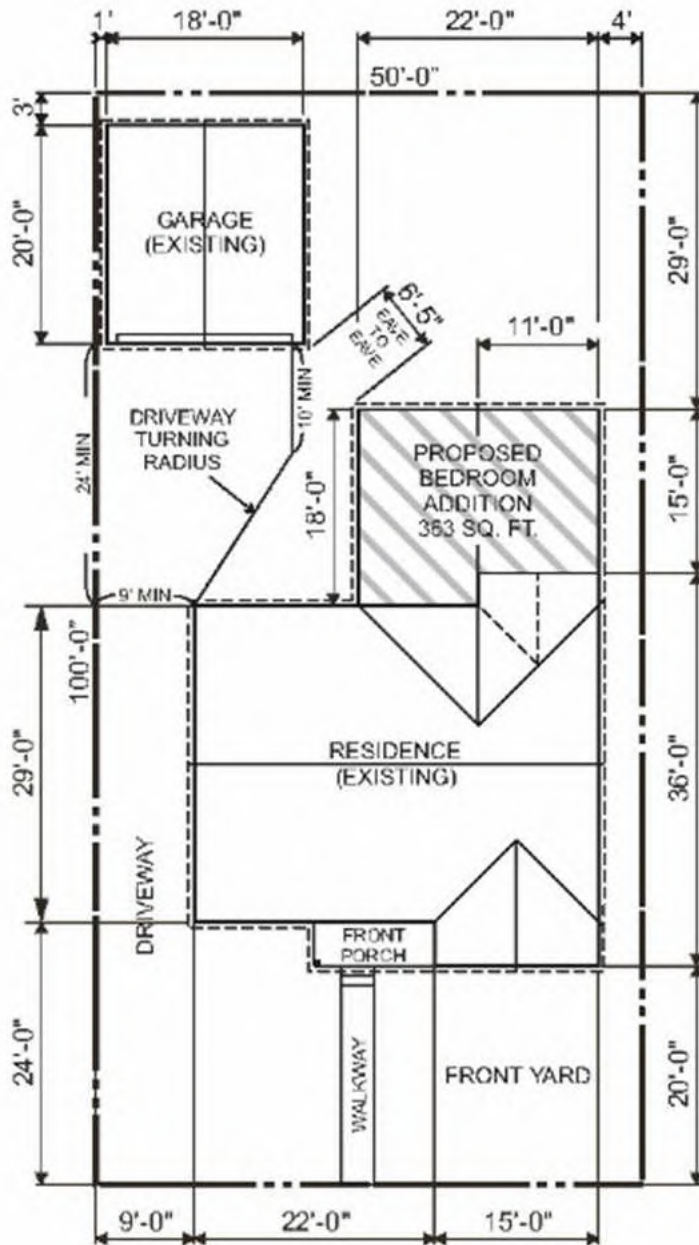 1'
18'-0"
22'-0"
4'
50'-0"
3'
20'-0"
GARAGE
(EXISTING)
29'-0"
6'-5"
EAVE
TO
EAVE
11'-0"
10' MIN
24' MIN
DRIVEWAY
TURNING
RADIUS
18'-0"
PROPOSED
BEDROOM
ADDITION
363 SQ. FT.
15'-0"
9' MIN
100'-0"
29'-0"
RESIDENCE
(EXISTING)
36'-0"
DRIVEWAY
FRONT
PORCH
24'-0"
WALKWAY
FRONT YARD
20'-0"
9'-0"
22'-0"
15'-0"